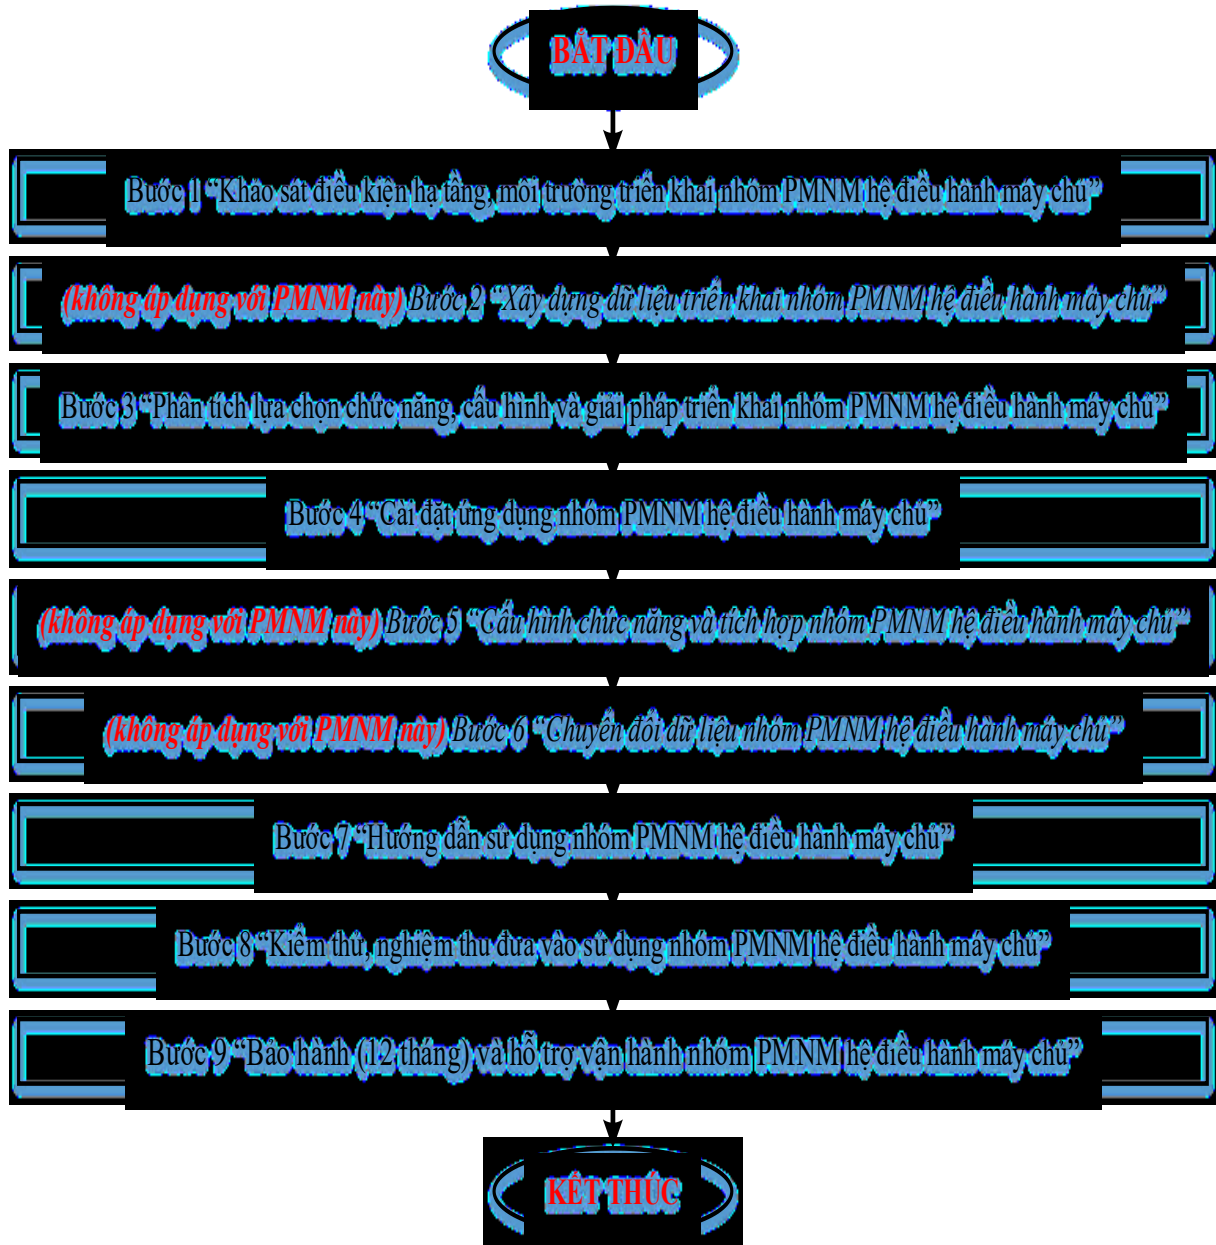 BẮT ĐẦU
Bước 1 “Khảo sát điều kiện hạ tầng, môi trường triển khai nhóm PMNM hệ điều hành máy chủ”
(không áp dụng với PMNM này) Bước 2 “Xây dựng dữ liệu triển khai nhóm PMNM hệ điều hành máy chủ”
Bước 3 “Phân tích lựa chọn chức năng, cấu hình và giải pháp triển khai nhóm PMNM hệ điều hành máy chủ”
Bước 4 “Cài đặt ứng dụng nhóm PMNM hệ điều hành máy chủ”
(không áp dụng với PMNM này) Bước 5 “Cấu hình chức năng và tích hợp nhóm PMNM hệ điều hành máy chủ”
(không áp dụng với PMNM này) Bước 6 “Chuyển đổi dữ liệu nhóm PMNM hệ điều hành máy chủ”
Bước 7 “Hướng dẫn sử dụng nhóm PMNM hệ điều hành máy chủ”
Bước 8 “Kiểm thử, nghiệm thu đưa vào sử dụng nhóm PMNM hệ điều hành máy chủ”
Bước 9 “Bảo hành (12 tháng) và hỗ trợ vận hành nhóm PMNM hệ điều hành máy chủ”
KẾT THÚC